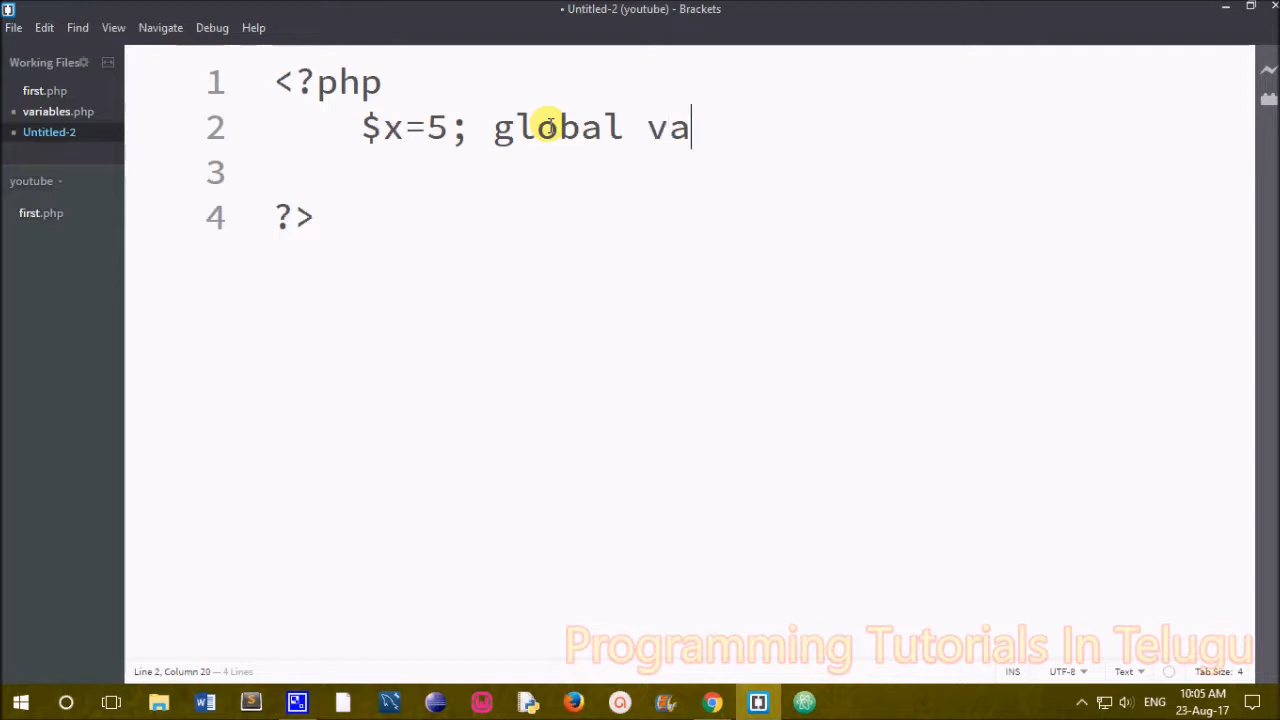 • Untitled-2 (youtube) - Brackets
File Edit Find View Navigate Debug Help
Working Files
first.php
variables.php
Untitled-2
youtube
first.php
1 <?php
2 $x=5; global va
3
4 ?>
Programming Tutorials In Telugu
Line 2, Column 20 — 4 Lines
INS UTF-8 Text Tab Size: 4
ENG
10:05 AM
23-Aug-17